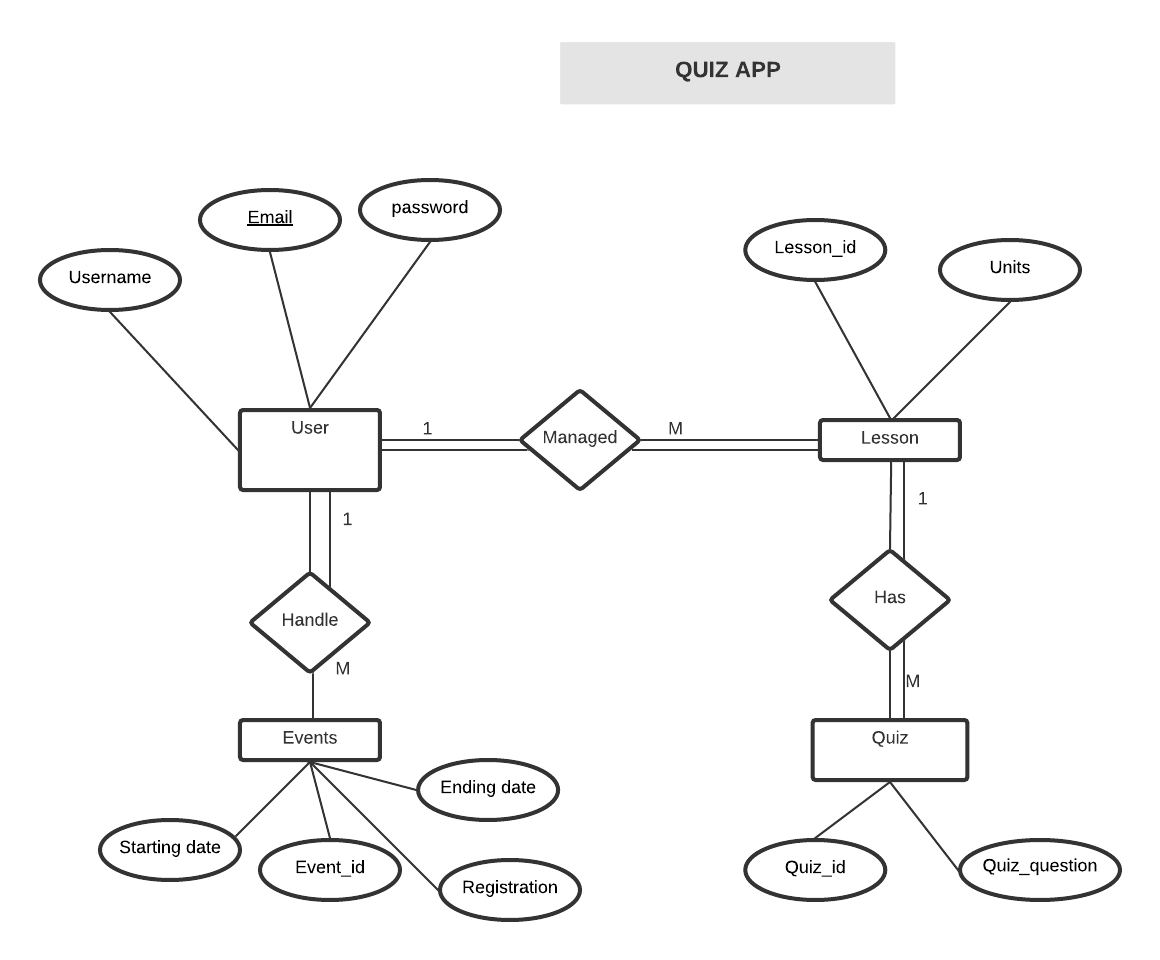 QUIZ APP
Email
password
Username
Lesson_id
Units
User
1
Managed
M
Lesson
1
1
Handle
M
Has
M
Events
Quiz
Ending date
Starting date
Event_id
Registration
Quiz_id
Quiz_question